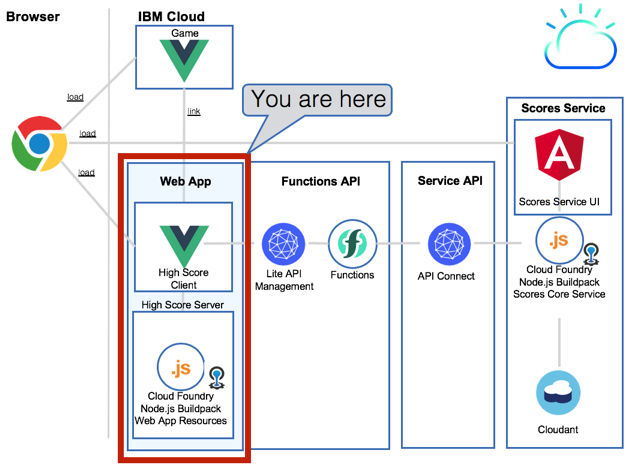 Browser
IBM Cloud
Game
load
link
You are here
load
load
Scores Service
A
Scores Service UI
Web App
Functions API
Service API
High Score
Client
Lite API
Management
Functions
API Connect
.js
Cloud Foundry
Node.js Buildpack
Scores Core Service
High Score Server
.js
Cloud Foundry
Node.js Buildpack
Web App Resources
Cloudant